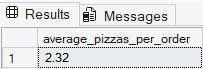 Results Messages
average_pizzas_per_order
1 2.32